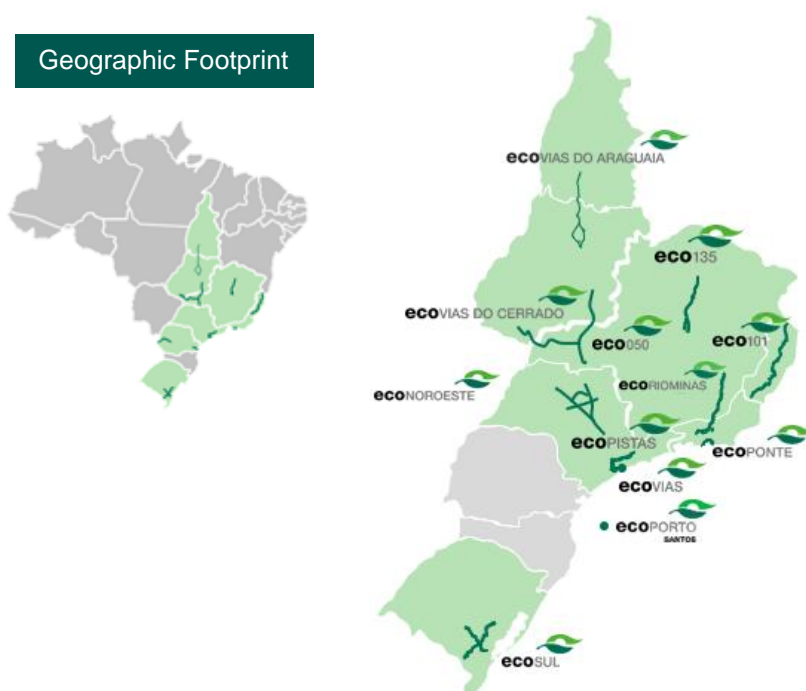 Geographic Footprint
ecoVIAS DO ARAGUAIA
eco135
ecoVIAS DO CERRADO
eco050
eco101
ecoRIOMINAS
ecoNOROESTE
ecoPISTAS
ecoPONTE
ecoVIAS
ecoPORTO
SANTOS
ecoSUL